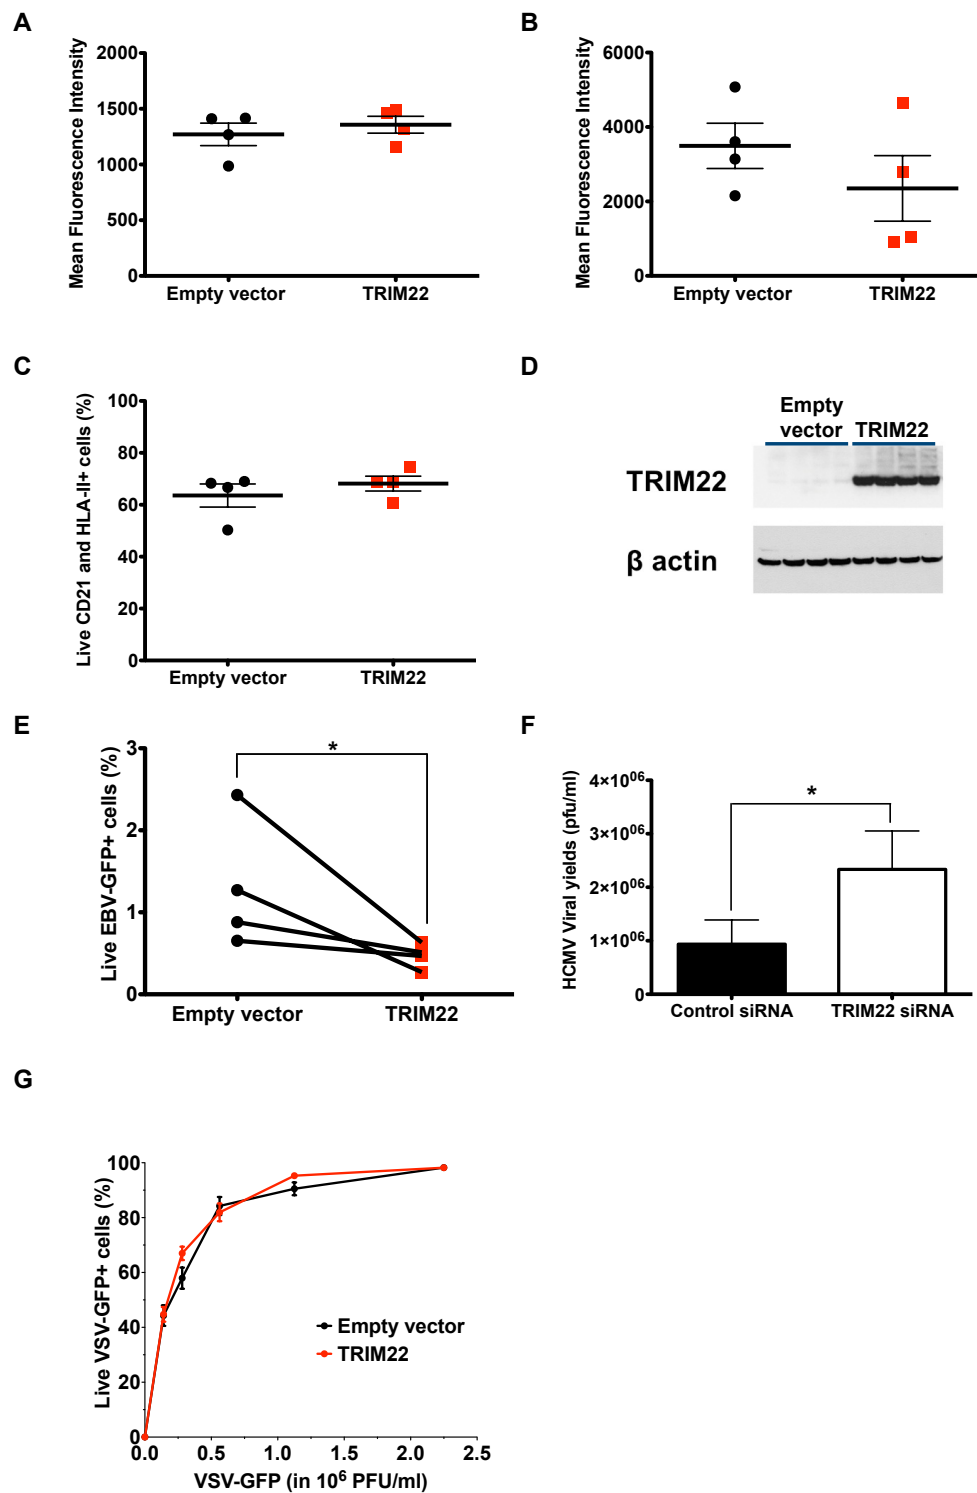 A
Mean Fluorescence Intensity
2000
1500
1000
500
0
Empty vector
TRIM22
B
Mean Fluorescence Intensity
6000
4000
2000
0
Empty vector
TRIM22
C
Live CD21 and HLA-II+ cells (%)
100
80
60
40
20
0
Empty vector
TRIM22
D
Empty
vector
TRIM22
TRIM22
β actin
E
Live EBV-GFP+ cells (%)
3
2
1
0
*
Empty vector
TRIM22
F
HCMV Viral yields (pfu/ml)
4×10⁰⁶
3×10⁰⁶
2×10⁰⁶
1×10⁰⁶
0
*
Control siRNA
TRIM22 siRNA
G
Live VSV-GFP+ cells (%)
100
80
60
40
20
0
Empty vector
TRIM22
0.0
0.5
1.0
1.5
2.0
2.5
VSV-GFP (in 10⁶ PFU/ml)